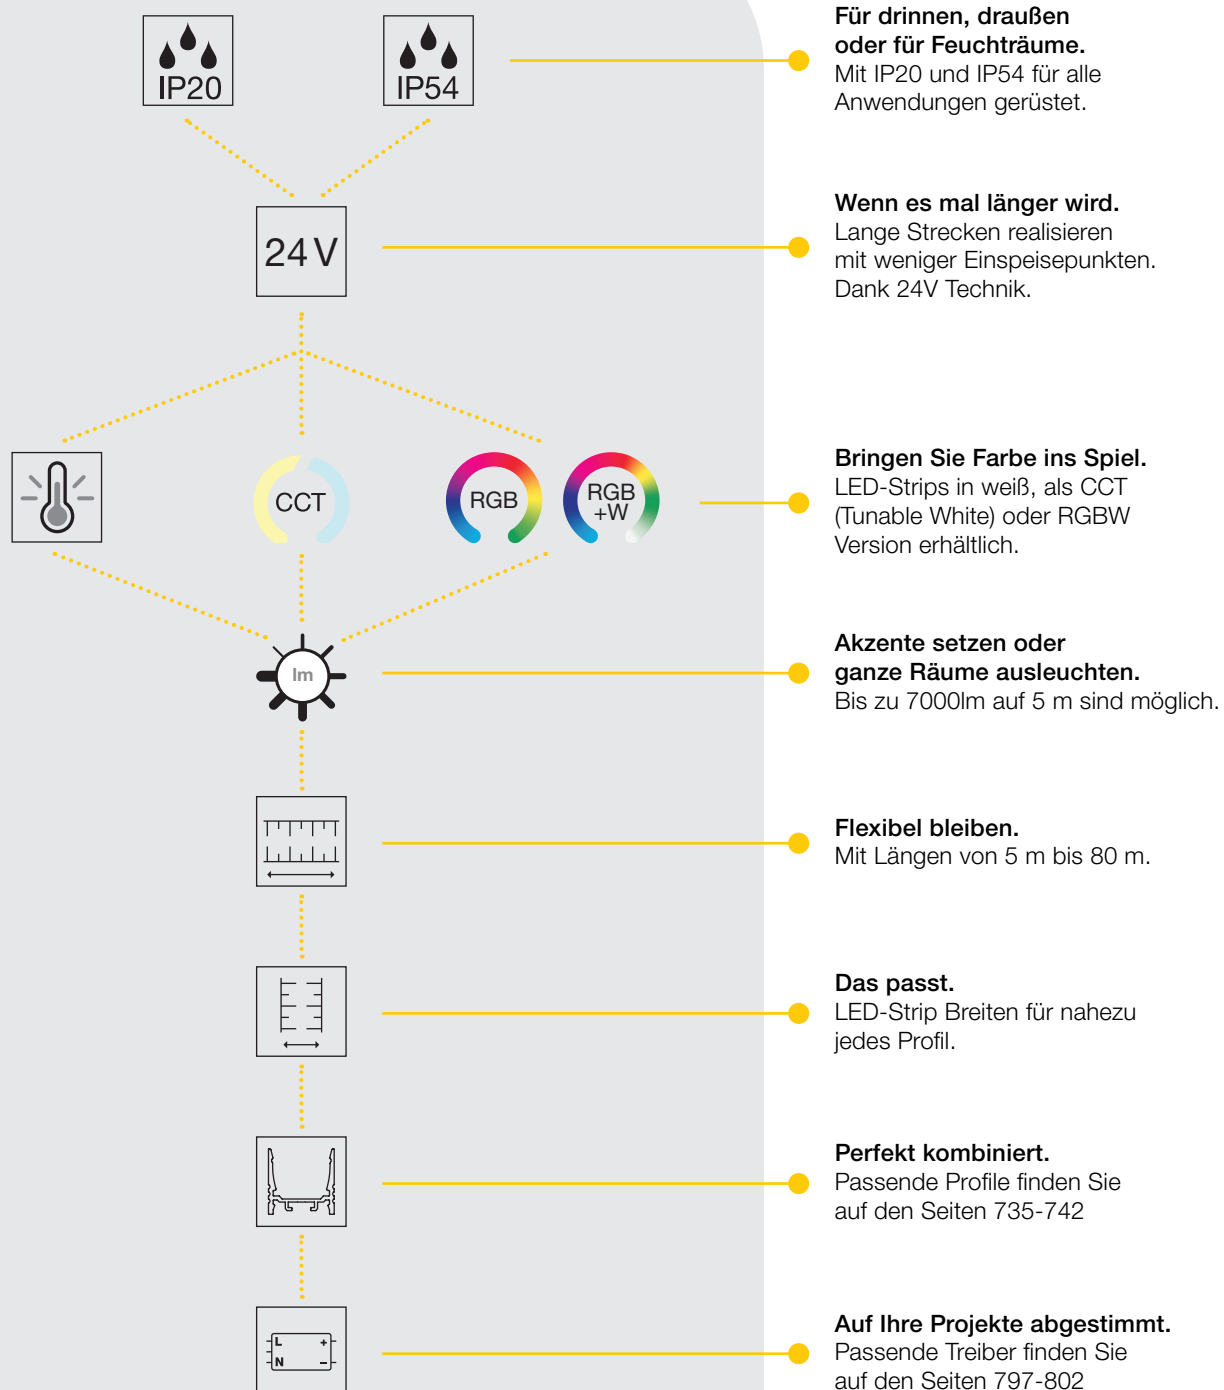 IP20
IP54
Für drinnen, draußen
oder für Feuchträume.
Mit IP20 und IP54 für alle
Anwendungen gerüstet.
24V
Wenn es mal länger wird.
Lange Strecken realisieren
mit weniger Einspeisepunkten.
Dank 24V Technik.
CCT
RGB
RGB
+W
Bringen Sie Farbe ins Spiel.
LED-Strips in weiß, als CCT
(Tunable White) oder RGBW
Version erhältlich.
lm
Akzente setzen oder
ganze Räume ausleuchten.
Bis zu 7000lm auf 5 m sind möglich.
Flexibel bleiben.
Mit Längen von 5 m bis 80 m.
Das passt.
LED-Strip Breiten für nahezu
jedes Profil.
Perfekt kombiniert.
Passende Profile finden Sie
auf den Seiten 735-742
L +
N −
Auf Ihre Projekte abgestimmt.
Passende Treiber finden Sie
auf den Seiten 797-802